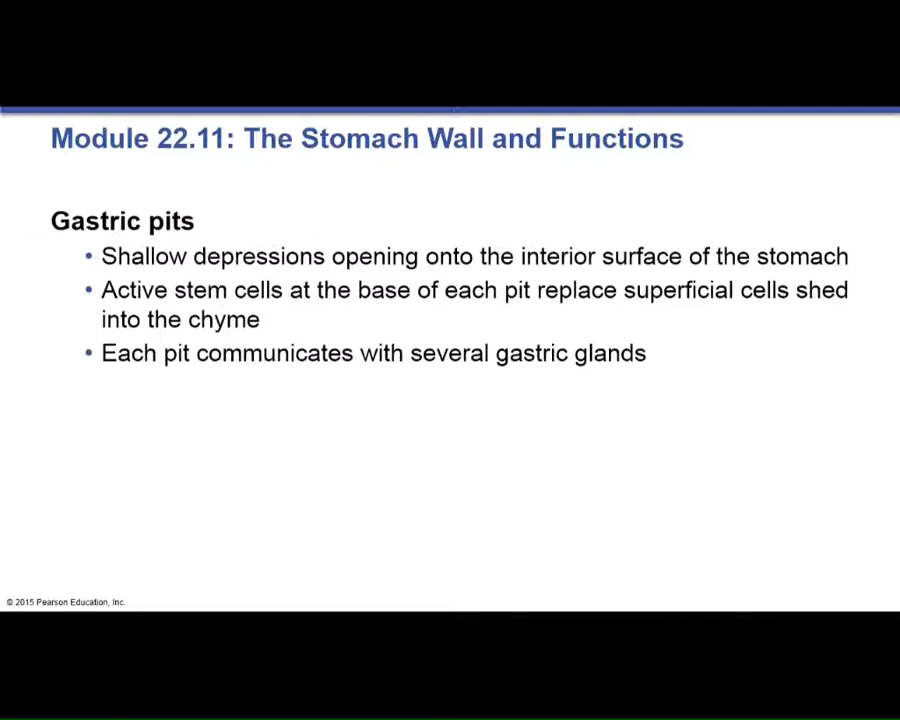 Module 22.11: The Stomach Wall and Functions
Gastric pits
• Shallow depressions opening onto the interior surface of the stomach
• Active stem cells at the base of each pit replace superficial cells shed
into the chyme
• Each pit communicates with several gastric glands
© 2015 Pearson Education, Inc.